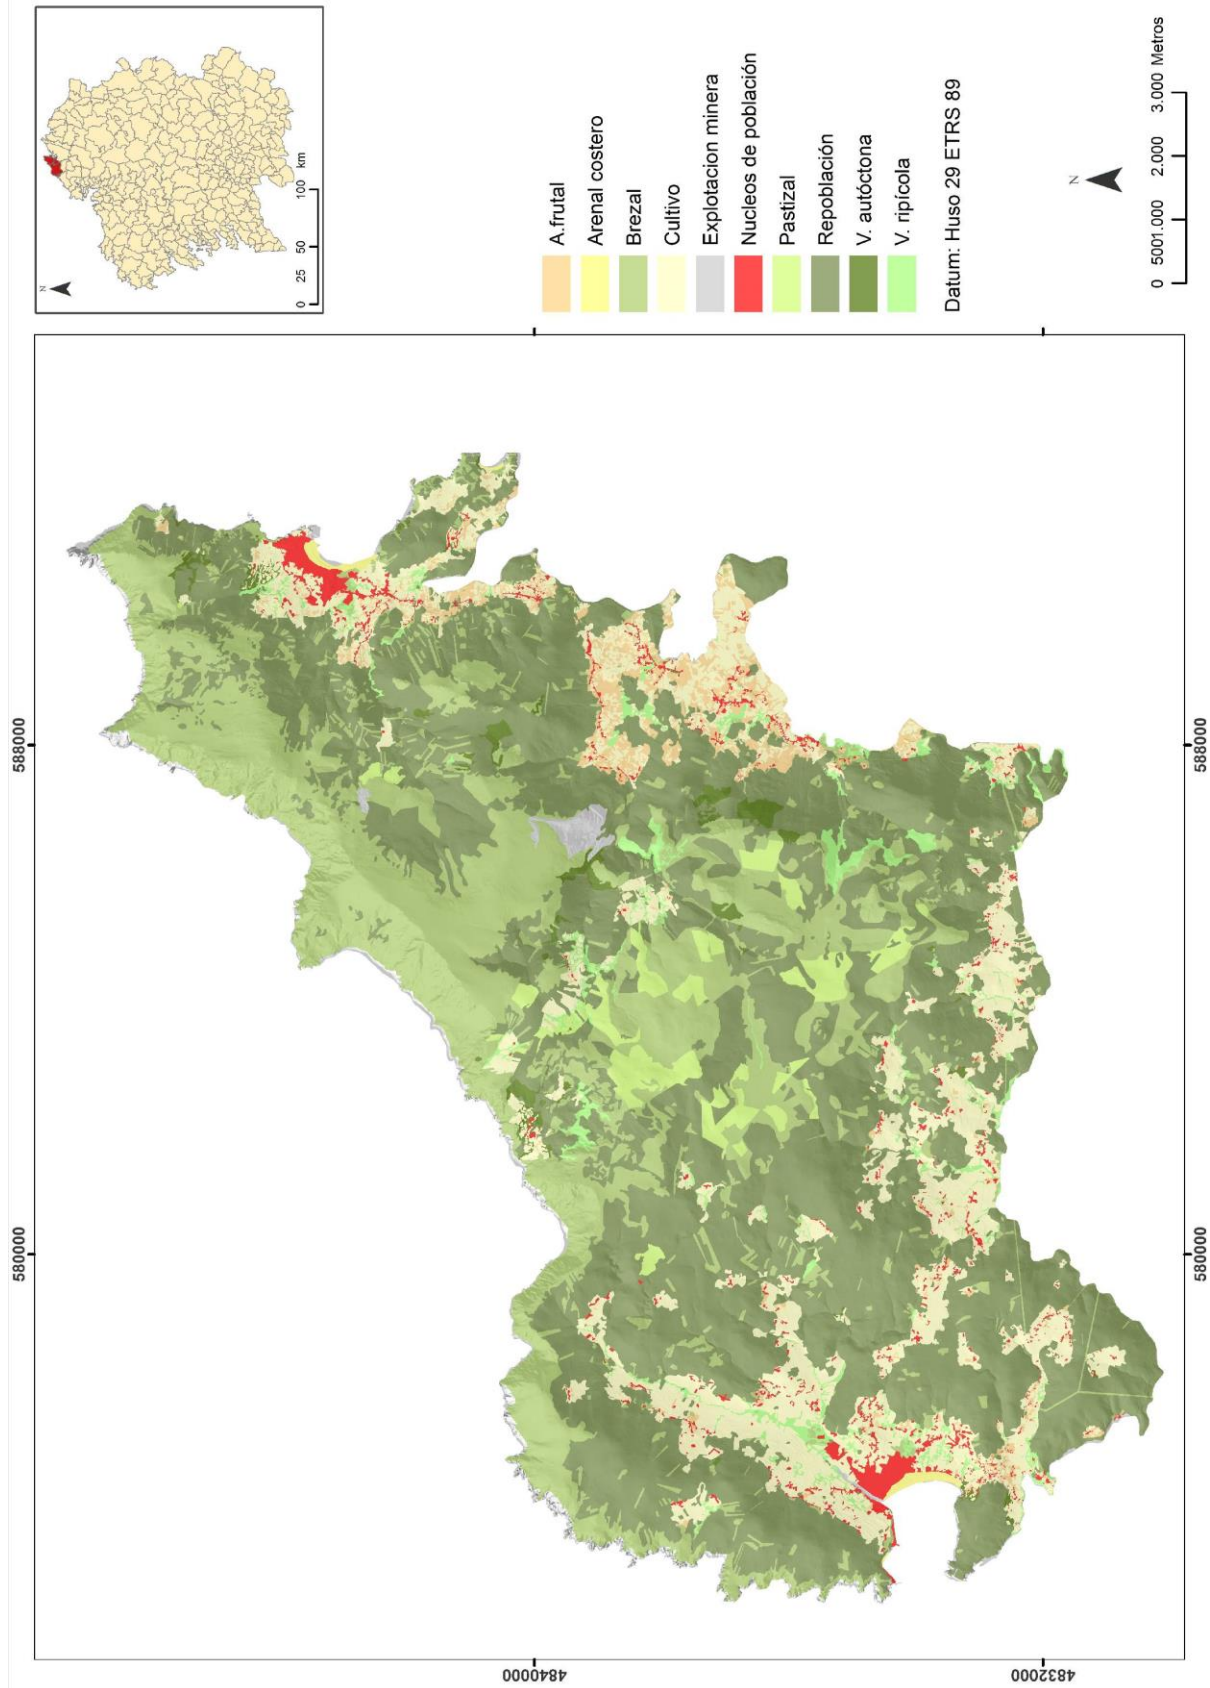 N
0 25 50 100 km
A.frutal
Arenal costero
Brezal
Cultivo
Explotacion minera
Nucleos de población
Pastizal
Repoblación
V. autóctona
V. ripícola
Datum: Huso 29 ETRS 89
N
0 5001.000 2.000 3.000 Metros
580000 588000
4840000
4832000
580000 588000